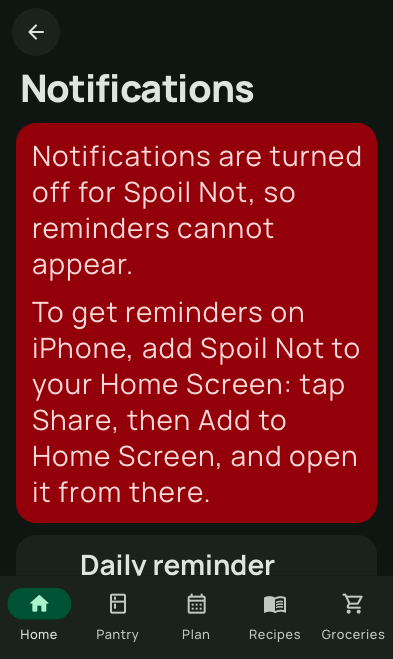 Notifications
Notifications are turned
off for Spoil Not, so
reminders cannot
appear.
To get reminders on
iPhone, add Spoil Not to
your Home Screen: tap
Share, then Add to
Home Screen, and open
it from there.
Daily reminder
Home Pantry Plan Recipes Groceries